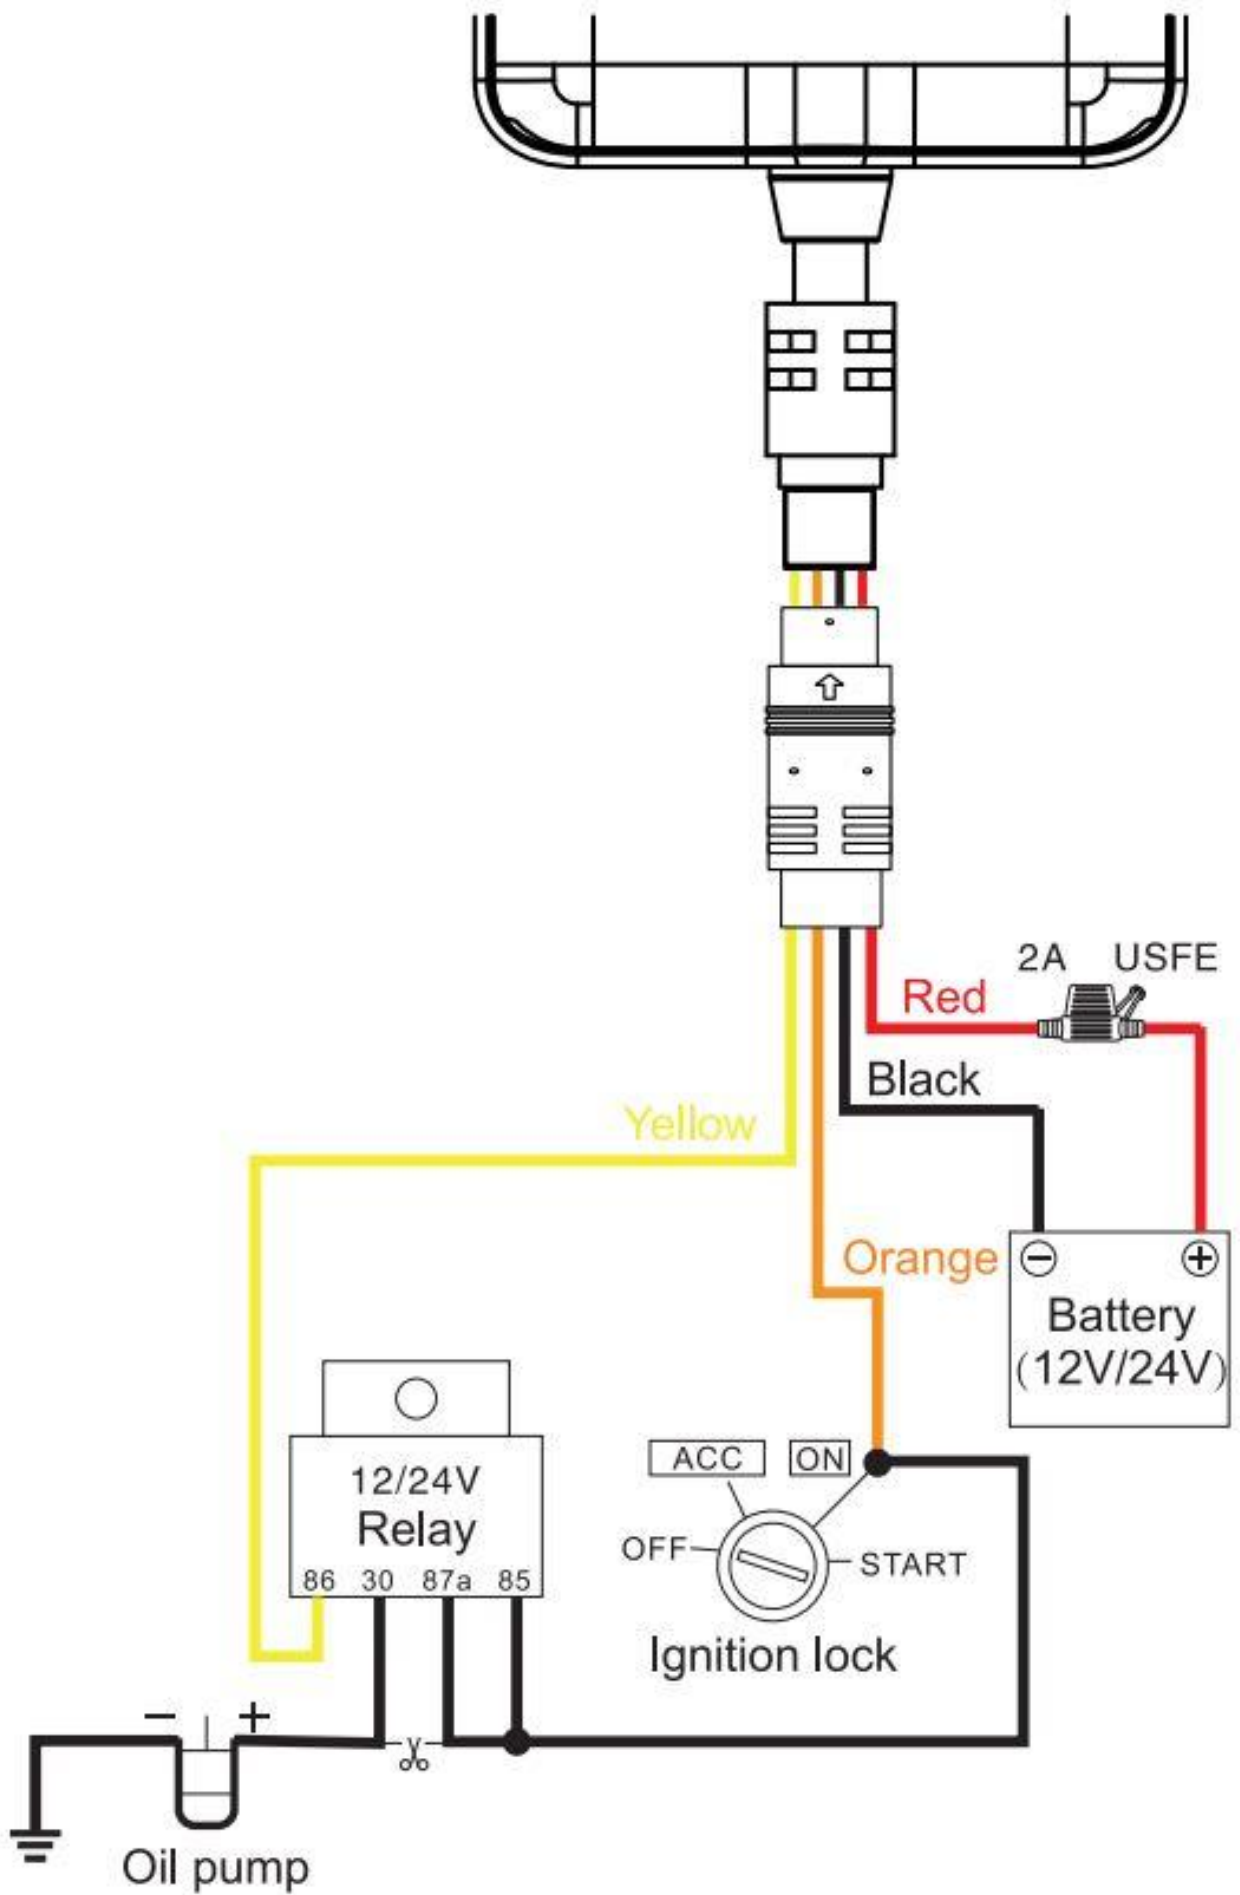 2A USFE
Red
Black
Yellow
Orange
− +
Battery
(12V/24V)
ACC ON
12/24V
Relay
OFF START
86 30 87a 85
Ignition lock
− +
Oil pump